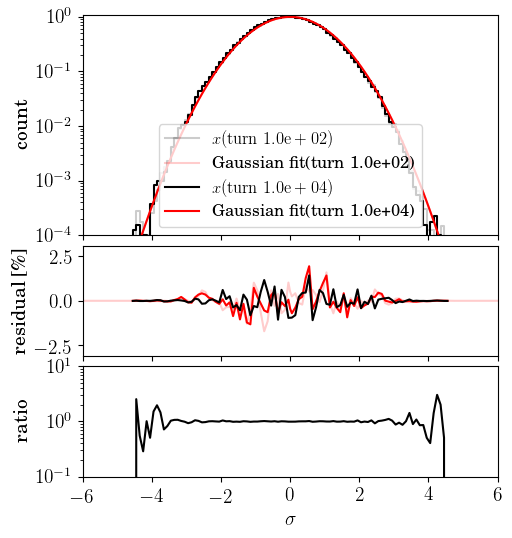 10^0
10^{-1}
10^{-2}
10^{-3}
10^{-4}
count
x(turn 1.0e + 02)
Gaussian fit(turn 1.0e+02)
x(turn 1.0e + 04)
Gaussian fit(turn 1.0e+04)
2.5
0.0
−2.5
residual [%]
10^1
10^0
10^{-1}
ratio
−6 −4 −2 0 2 4 6
σ